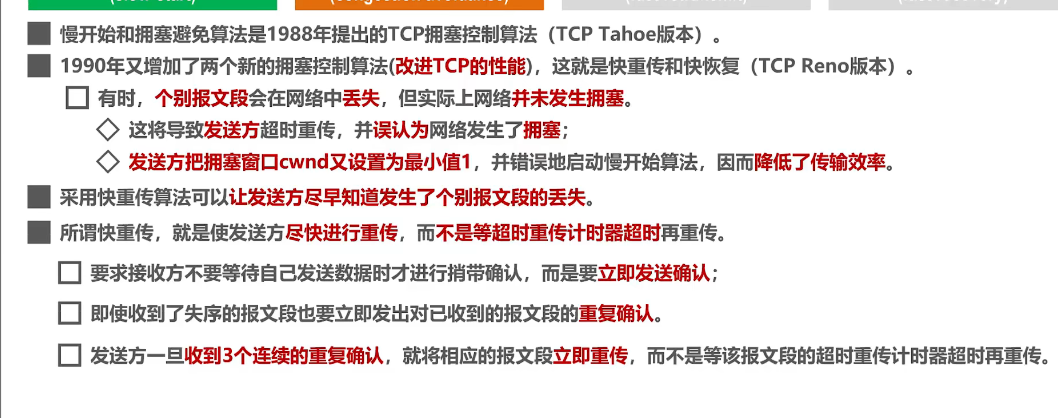 慢开始和拥塞避免算法是1988年提出的TCP拥塞控制算法（TCP Tahoe版本）。
1990年又增加了两个新的拥塞控制算法(改进TCP的性能)，这就是快重传和快恢复（TCP Reno版本）。
有时，个别报文段会在网络中丢失，但实际上网络并未发生拥塞。
这将导致发送方超时重传，并误认为网络发生了拥塞；
发送方把拥塞窗口cwnd又设置为最小值1，并错误地启动慢开始算法，因而降低了传输效率。
采用快重传算法可以让发送方尽早知道发生了个别报文段的丢失。
所谓快重传，就是使发送方尽快进行重传，而不是等超时重传计时器超时再重传。
要求接收方不要等待自己发送数据时才进行捎带确认，而是要立即发送确认；
即使收到了失序的报文段也要立即发出对已收到的报文段的重复确认。
发送方一旦收到3个连续的重复确认，就将相应的报文段立即重传，而不是等该报文段的超时重传计时器超时再重传。